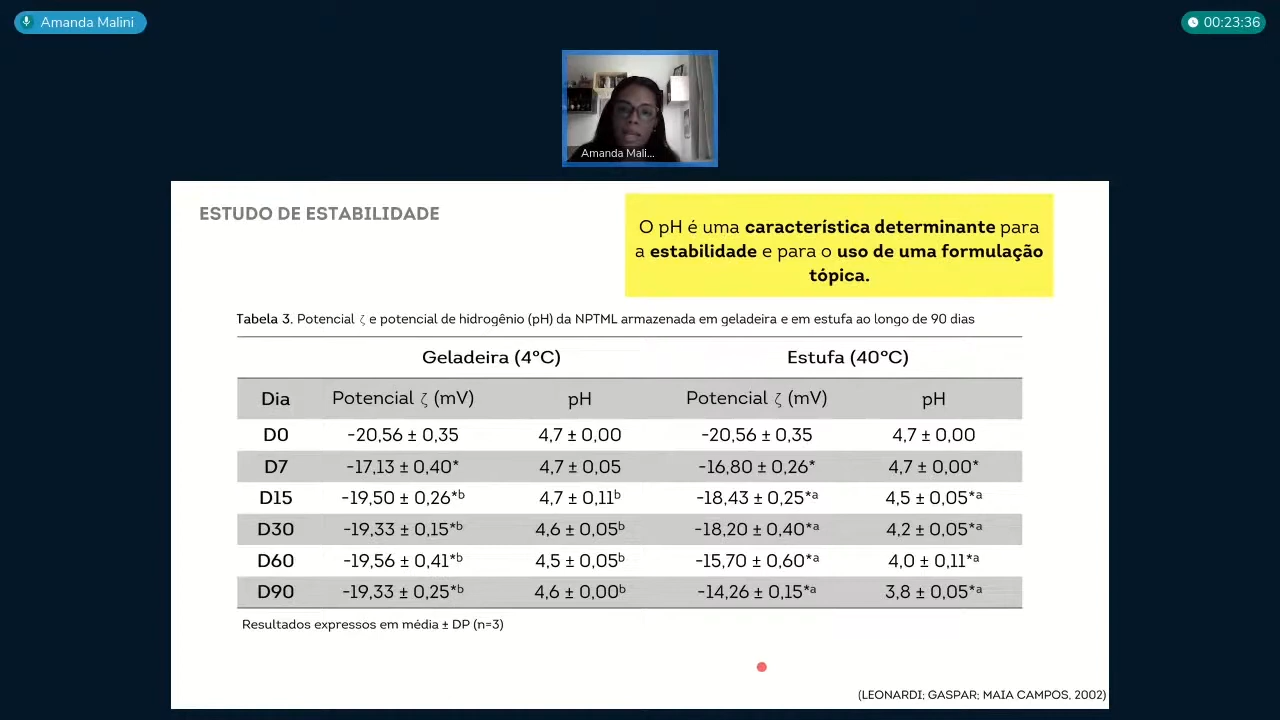 Amanda Malini
00:23:36
Amanda Mali...
ESTUDO DE ESTABILIDADE
O pH é uma característica determinante para
a estabilidade e para o uso de uma formulação
tópica.
Tabela 3. Potencial ζ e potencial de hidrogênio (pH) da NPTML armazenada em geladeira e em estufa ao longo de 90 dias
Geladeira (4°C) Estufa (40°C)
Dia Potencial ζ (mV) pH Potencial ζ (mV) pH
D0 -20,56 ± 0,35 4,7 ± 0,00 -20,56 ± 0,35 4,7 ± 0,00
D7 -17,13 ± 0,40* 4,7 ± 0,05 -16,80 ± 0,26* 4,7 ± 0,00*
D15 -19,50 ± 0,26*ᵇ 4,7 ± 0,11ᵇ -18,43 ± 0,25*ᵃ 4,5 ± 0,05*ᵃ
D30 -19,33 ± 0,15*ᵇ 4,6 ± 0,05ᵇ -18,20 ± 0,40*ᵃ 4,2 ± 0,05*ᵃ
D60 -19,56 ± 0,41*ᵇ 4,5 ± 0,05ᵇ -15,70 ± 0,60*ᵃ 4,0 ± 0,11*ᵃ
D90 -19,33 ± 0,25*ᵇ 4,6 ± 0,00ᵇ -14,26 ± 0,15*ᵃ 3,8 ± 0,05*ᵃ
Resultados expressos em média ± DP (n=3)
(LEONARDI; GASPAR; MAIA CAMPOS, 2002)